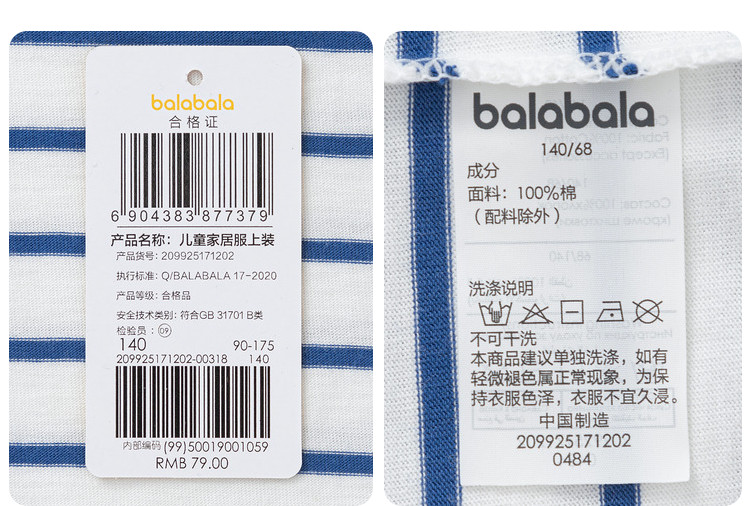 balabala
合格证
6 904383 877379
产品名称：儿童家居服上装
产品货号：209925171202
执行标准：Q/BALABALA 17-2020
产品等级：合格品
安全技术类别：符合GB 31701 B类
检验员：09
140 90-175
209925171202-00318 140
内部编码 (99)50019001059
RMB 79.00
balabala
140/68
成分
面料：100%棉
（配料除外）
洗涤说明
不可干洗
本商品建议单独洗涤，如有
轻微褪色属正常现象，为保
持衣服色泽，衣服不宜久浸。
中国制造
209925171202
0484